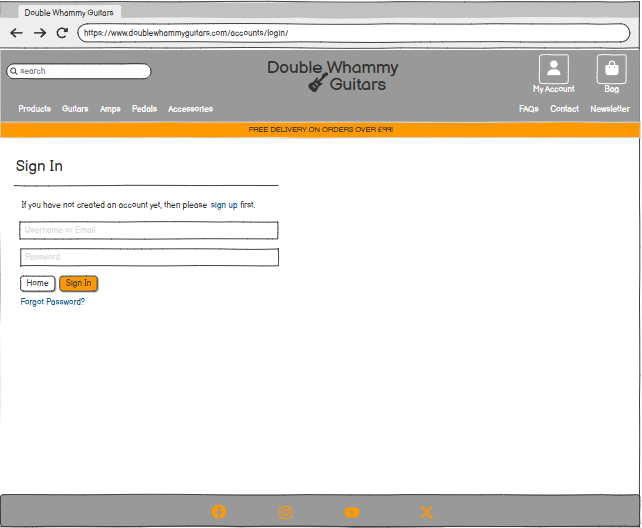 Double Whammy Guitars
https://www.doublewhammyguitars.com/accounts/login/
search
Double Whammy
Guitars
My Account
Bag
Products Guitars Amps Pedals Accessories
FAQs Contact Newsletter
FREE DELIVERY ON ORDERS OVER £99!
Sign In
If you have not created an account yet, then please sign up first.
Username or Email
Password
Home Sign In
Forgot Password?